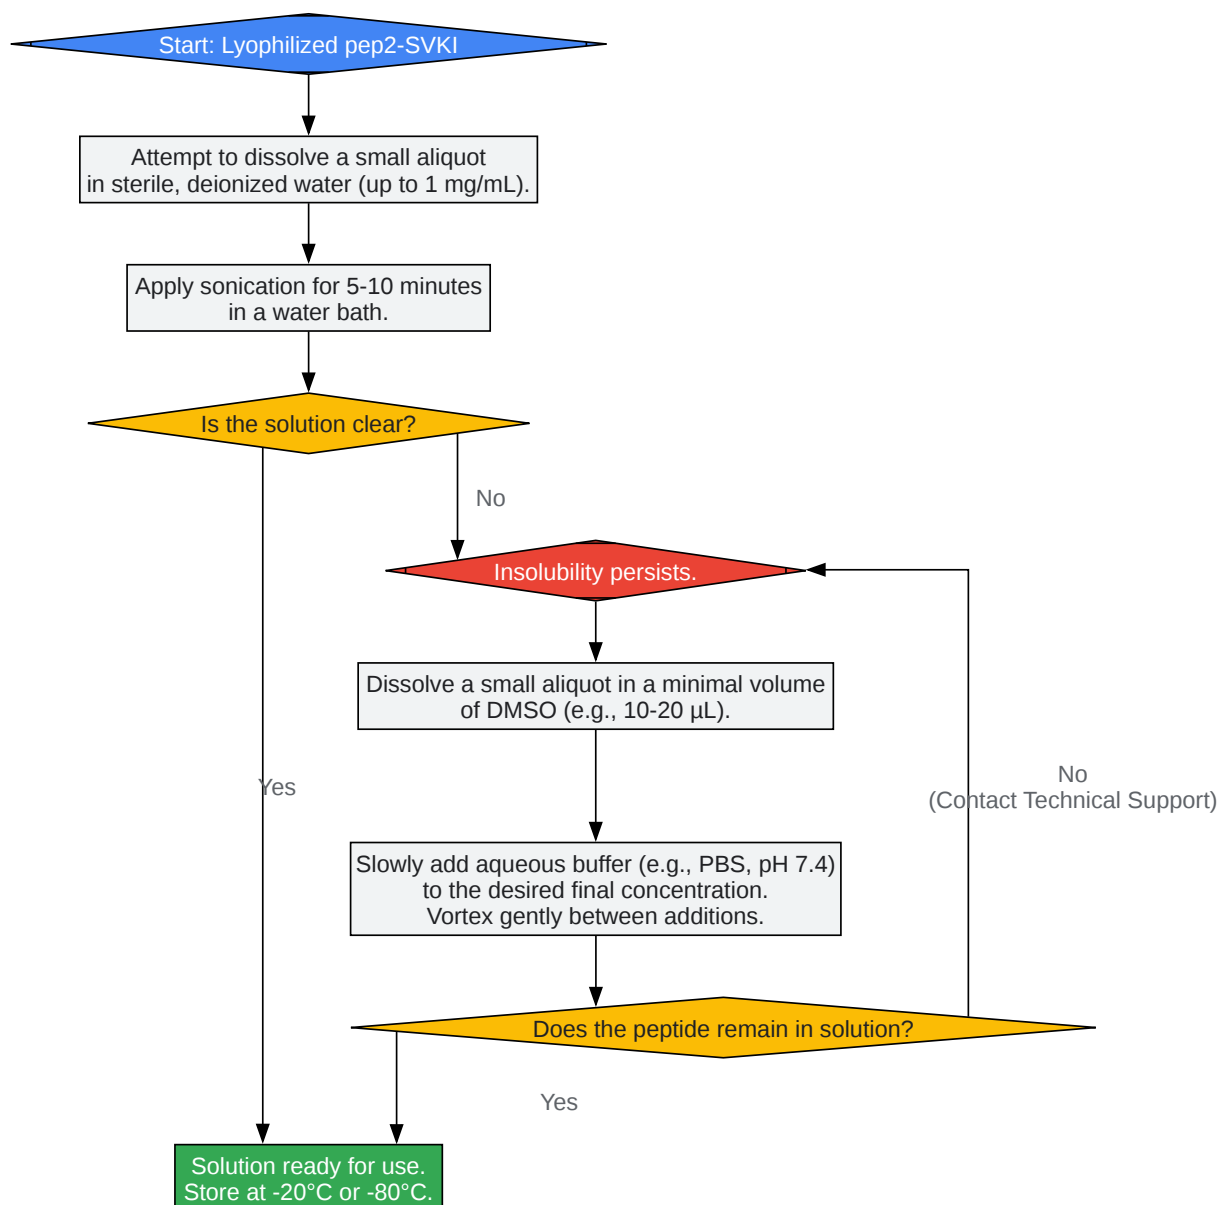 Start: Lyophilized pep2-SVKI
Attempt to dissolve a small aliquot
in sterile, deionized water (up to 1 mg/mL).
Apply sonication for 5-10 minutes
in a water bath.
Is the solution clear?
No
Insolubility persists.
Dissolve a small aliquot in a minimal volume
of DMSO (e.g., 10-20 µL).
Yes
No
(Contact Technical Support)
Slowly add aqueous buffer (e.g., PBS, pH 7.4)
to the desired final concentration.
Vortex gently between additions.
Does the peptide remain in solution?
Yes
Solution ready for use.
Store at -20°C or -80°C.